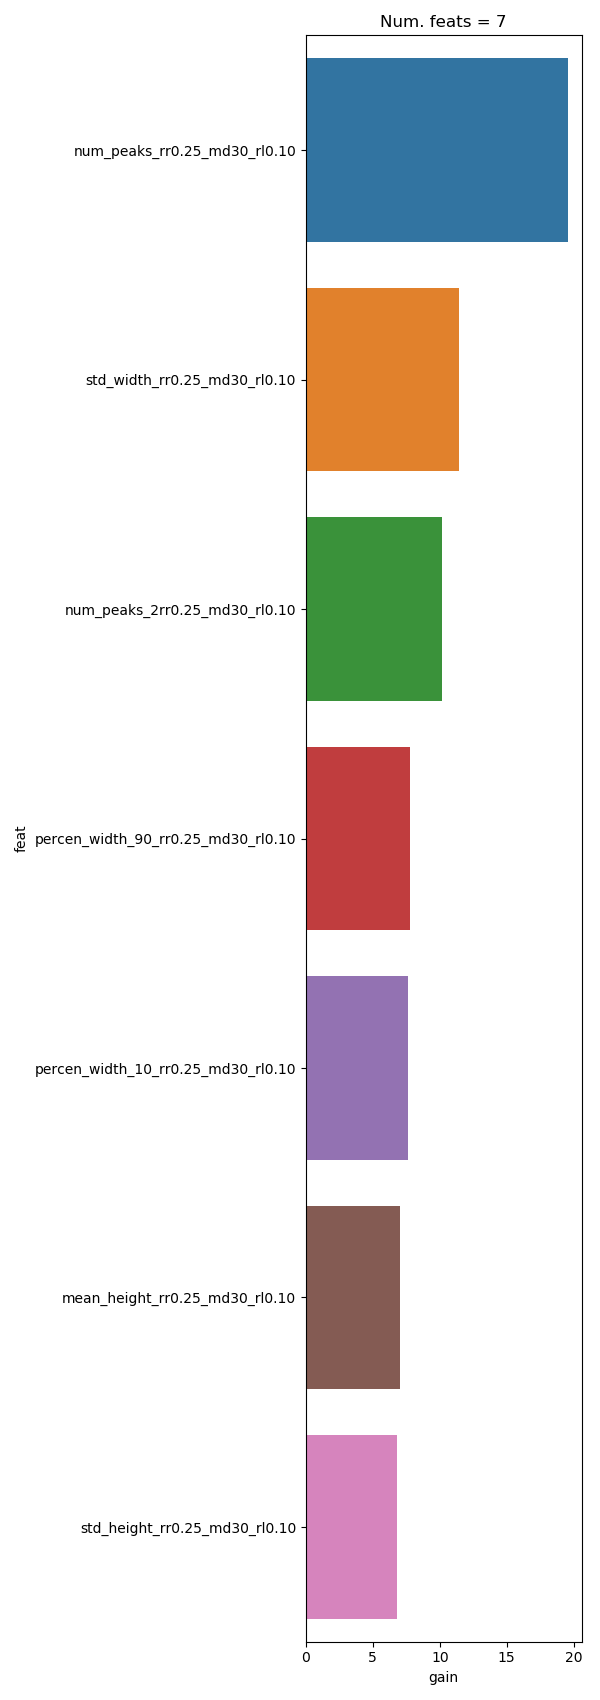 Num. feats = 7
num_peaks_rr0.25_md30_rl0.10
std_width_rr0.25_md30_rl0.10
num_peaks_2rr0.25_md30_rl0.10
feat
percen_width_90_rr0.25_md30_rl0.10
percen_width_10_rr0.25_md30_rl0.10
mean_height_rr0.25_md30_rl0.10
std_height_rr0.25_md30_rl0.10
0 5 10 15 20
gain